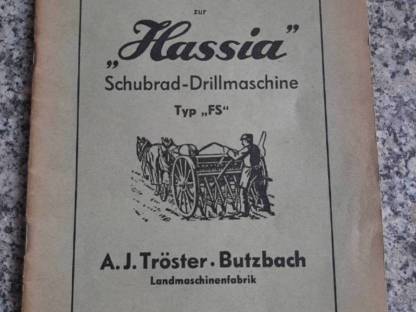 zur
„Hassia”
Schubrad-Drillmaschine
Typ „FS“
A. J. Tröster · Butzbach
Landmaschinenfabrik